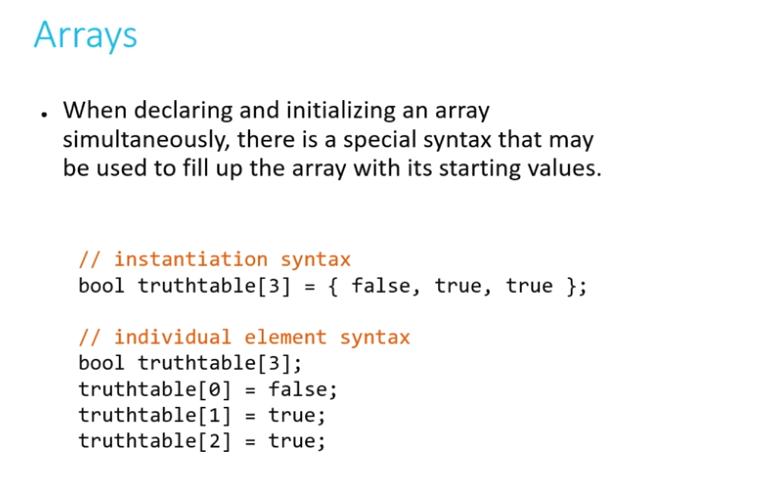 Arrays
• When declaring and initializing an array
simultaneously, there is a special syntax that may
be used to fill up the array with its starting values.
// instantiation syntax
bool truthtable[3] = { false, true, true };
// individual element syntax
bool truthtable[3];
truthtable[0] = false;
truthtable[1] = true;
truthtable[2] = true;